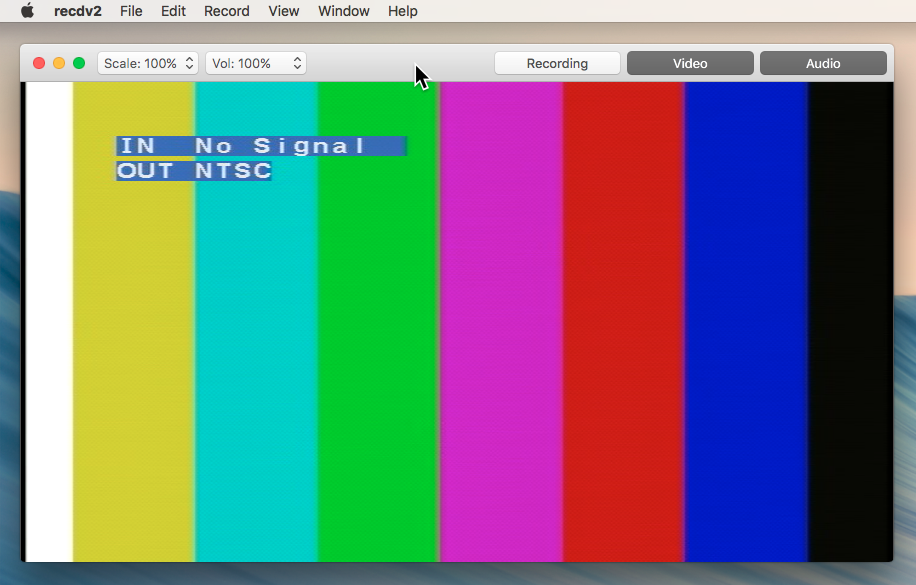 recdv2 File Edit Record View Window Help
Scale: 100% Vol: 100% Recording Video Audio
IN No Signal
OUT NTSC